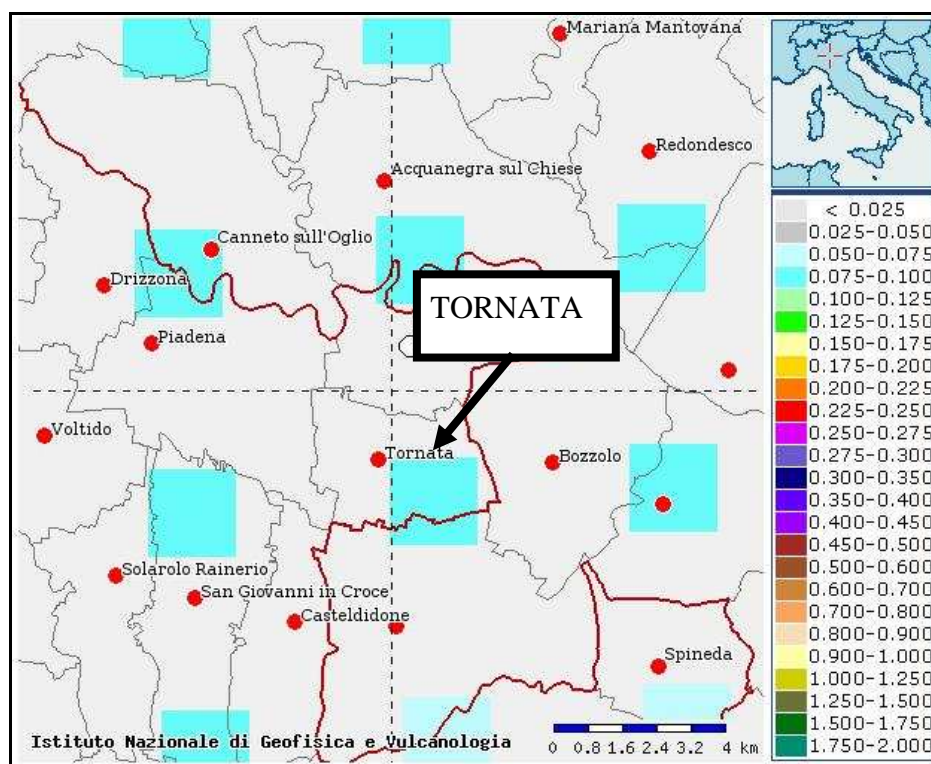 Mariana Mantovana
Redondesco
Acquanegra sul Chiese
Canneto sull'Oglio
Drizzona
TORNATA
Piadena
Voltido
Tornata
Bozzolo
Solarolo Rainerio
San Giovanni in Croce
Casteldidone
Spineda
Istituto Nazionale di Geofisica e Vulcanologia
0 0.8 1.6 2.4 3.2 4 km
< 0.025
0.025-0.050
0.050-0.075
0.075-0.100
0.100-0.125
0.125-0.150
0.150-0.175
0.175-0.200
0.200-0.225
0.225-0.250
0.250-0.275
0.275-0.300
0.300-0.350
0.350-0.400
0.400-0.450
0.450-0.500
0.500-0.600
0.600-0.700
0.700-0.800
0.800-0.900
0.900-1.000
1.000-1.250
1.250-1.500
1.500-1.750
1.750-2.000